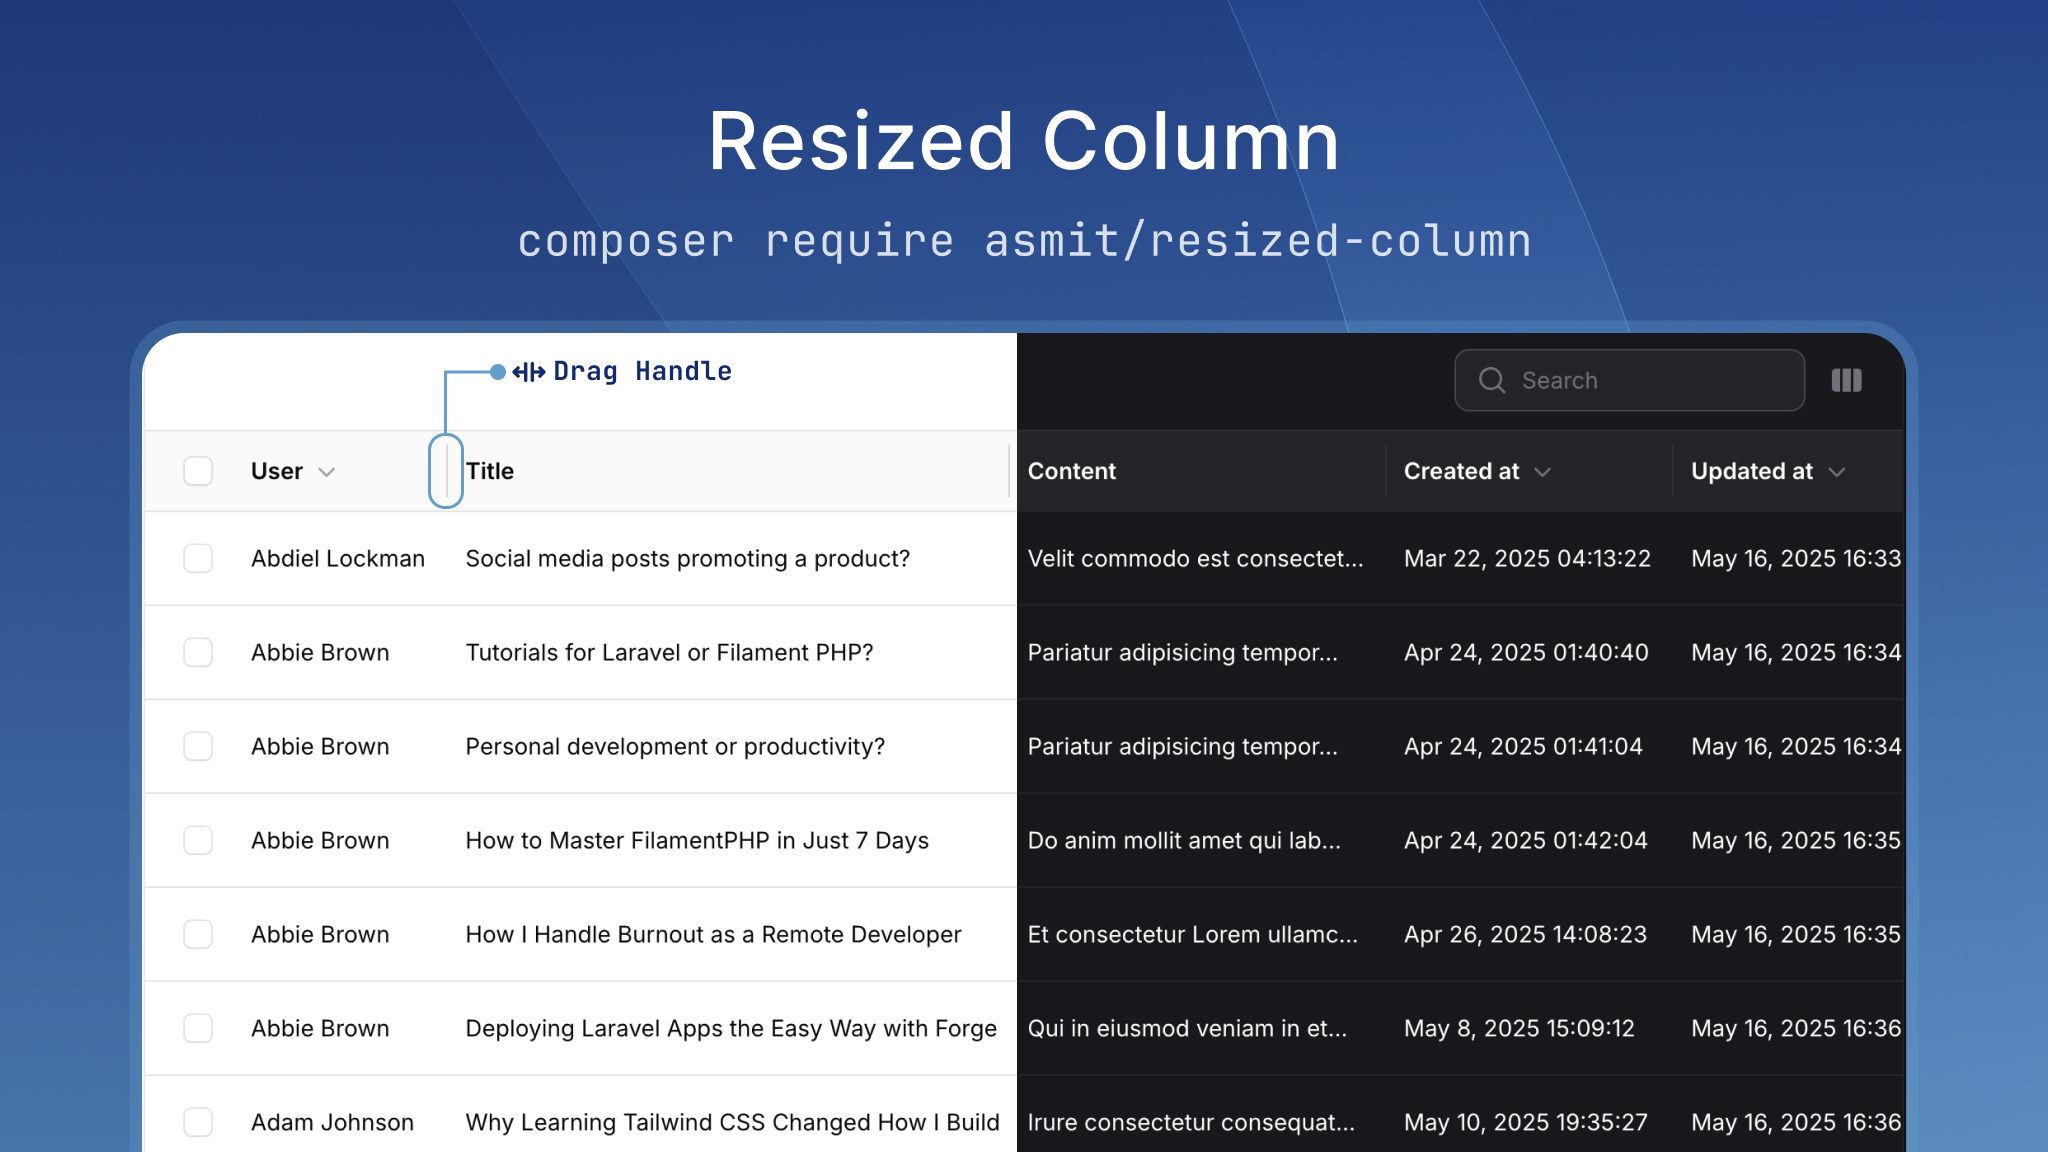 Resized Column
composer require asmit/resized-column
Drag Handle
Search
User Title Content Created at Updated at
Abdiel Lockman Social media posts promoting a product? Velit commodo est consectet... Mar 22, 2025 04:13:22 May 16, 2025 16:33
Abbie Brown Tutorials for Laravel or Filament PHP? Pariatur adipisicing tempor... Apr 24, 2025 01:40:40 May 16, 2025 16:34
Abbie Brown Personal development or productivity? Pariatur adipisicing tempor... Apr 24, 2025 01:41:04 May 16, 2025 16:34
Abbie Brown How to Master FilamentPHP in Just 7 Days Do anim mollit amet qui lab... Apr 24, 2025 01:42:04 May 16, 2025 16:35
Abbie Brown How I Handle Burnout as a Remote Developer Et consectetur Lorem ullamc... Apr 26, 2025 14:08:23 May 16, 2025 16:35
Abbie Brown Deploying Laravel Apps the Easy Way with Forge Qui in eiusmod veniam in et... May 8, 2025 15:09:12 May 16, 2025 16:36
Adam Johnson Why Learning Tailwind CSS Changed How I Build Irure consectetur consequat... May 10, 2025 19:35:27 May 16, 2025 16:36